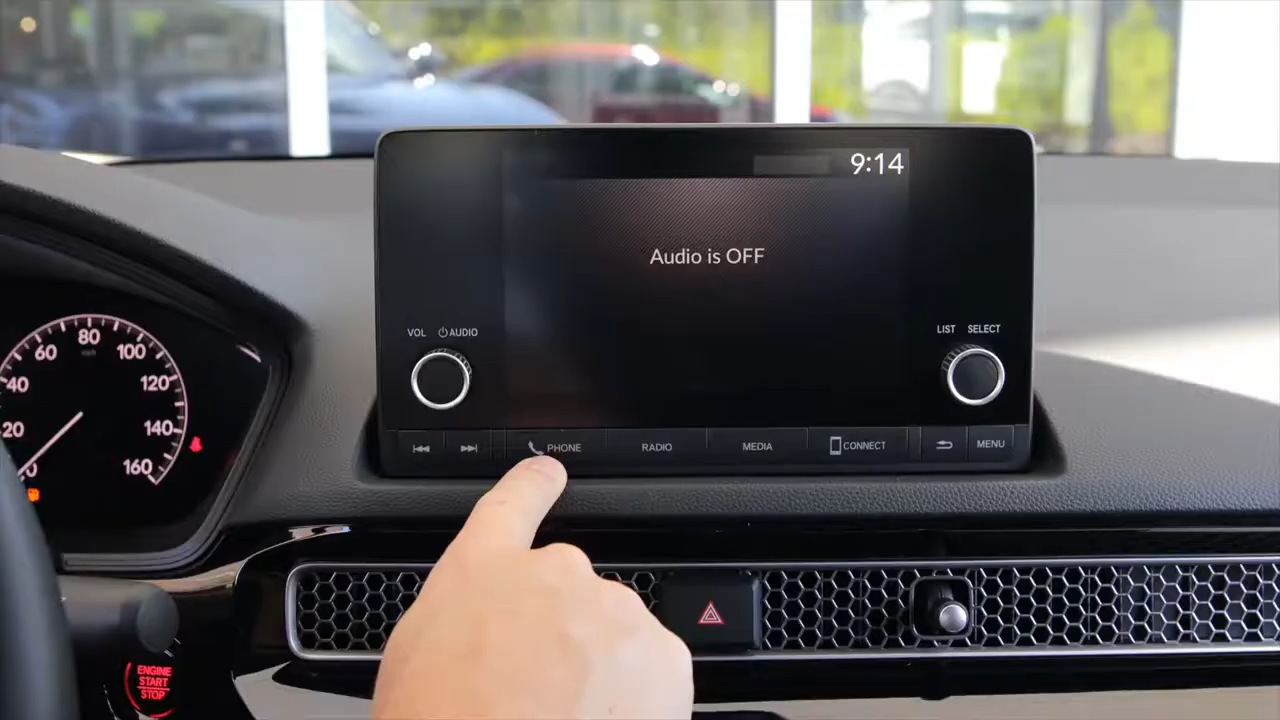 9:14
Audio is OFF
VOL AUDIO
LIST SELECT
PHONE RADIO MEDIA CONNECT MENU
20
40
60
80
100
120
140
160
ENGINE
START
STOP